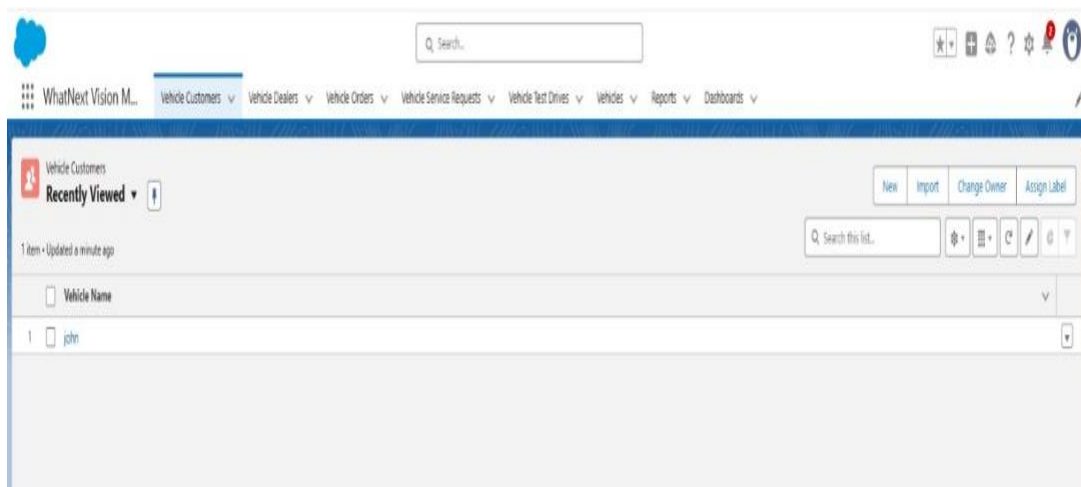 Search...
WhatNext Vision M... Vehicle Customers Vehicle Dealers Vehicle Orders Vehicle Service Requests Vehicle Test Drives Vehicles Reports Dashboards
Vehicle Customers
Recently Viewed
New Import Change Owner Assign Label
1 item • Updated a minute ago
Search this list...
Vehicle Name
1 john